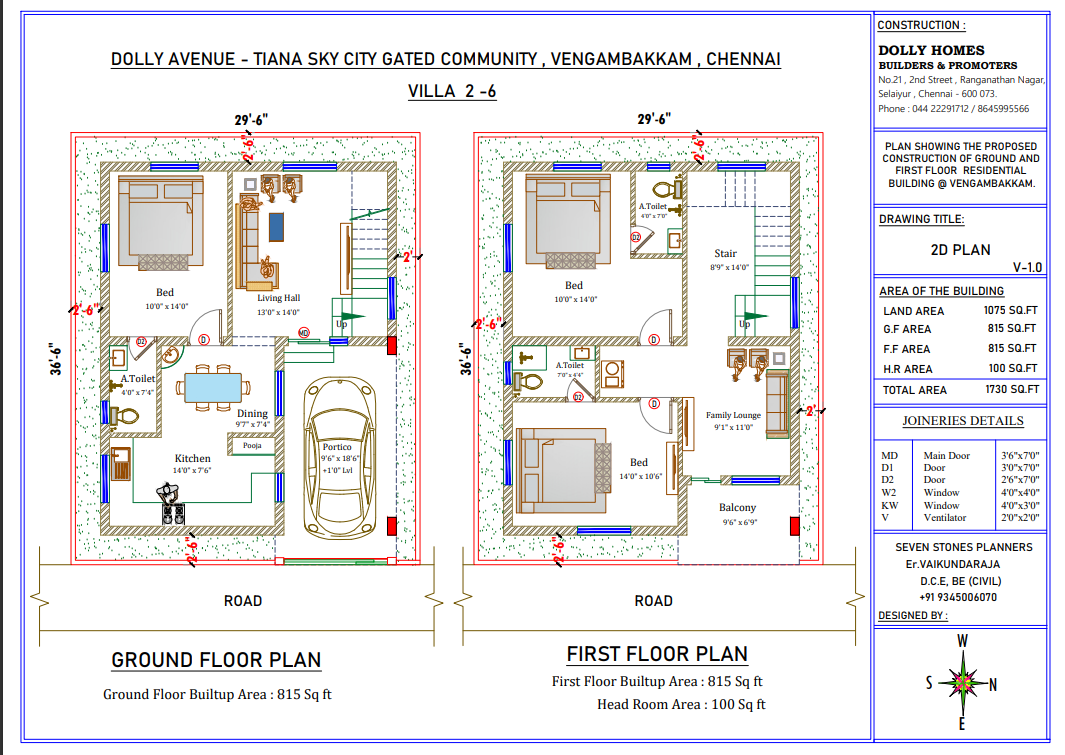 DOLLY AVENUE - TIANA SKY CITY GATED COMMUNITY , VENGAMBAKKAM , CHENNAI
VILLA 2 -6
29'-6"
2'-6"
36'-6"
2'-6"
2'
Bed
10'0" x 14'0"
Living Hall
13'0" x 14'0"
Up
MD
D2
D
A.Toilet
4'0" x 7'4"
Dining
9'7" x 7'4"
Pooja
Kitchen
14'0" x 7'6"
Portico
9'6" x 18'6"
+1'0" Lvl
2'-6"
ROAD
GROUND FLOOR PLAN
Ground Floor Builtup Area : 815 Sq ft
29'-6"
2'-6"
36'-6"
2'-6"
2'
A.Toilet
4'0" x 7'0"
D2
Stair
8'9" x 14'0"
Bed
10'0" x 14'0"
Up
D
A.Toilet
7'0" x 4'4"
D2
D
Family Lounge
9'1" x 11'0"
Bed
14'0" x 10'6"
Balcony
9'6" x 6'9"
2'-6"
ROAD
FIRST FLOOR PLAN
First Floor Builtup Area : 815 Sq ft
Head Room Area : 100 Sq ft
CONSTRUCTION :
DOLLY HOMES
BUILDERS & PROMOTERS
No.21 , 2nd Street , Ranganathan Nagar,
Selaiyur , Chennai - 600 073.
Phone : 044 22291712 / 8645995566
PLAN SHOWING THE PROPOSED
CONSTRUCTION OF GROUND AND
FIRST FLOOR RESIDENTIAL
BUILDING @ VENGAMBAKKAM.
DRAWING TITLE:
2D PLAN
V-1.0
AREA OF THE BUILDING
LAND AREA 1075 SQ.FT
G.F AREA 815 SQ.FT
F.F AREA 815 SQ.FT
H.R AREA 100 SQ.FT
TOTAL AREA 1730 SQ.FT
JOINERIES DETAILS
MD Main Door 3'6"x7'0"
D1 Door 3'0"x7'0"
D2 Door 2'6"x7'0"
W2 Window 4'0"x4'0"
KW Window 4'0"x3'0"
V Ventilator 2'0"x2'0"
SEVEN STONES PLANNERS
Er.VAIKUNDARAJA
D.C.E, BE (CIVIL)
+91 9345006070
DESIGNED BY :
W
S
N
E